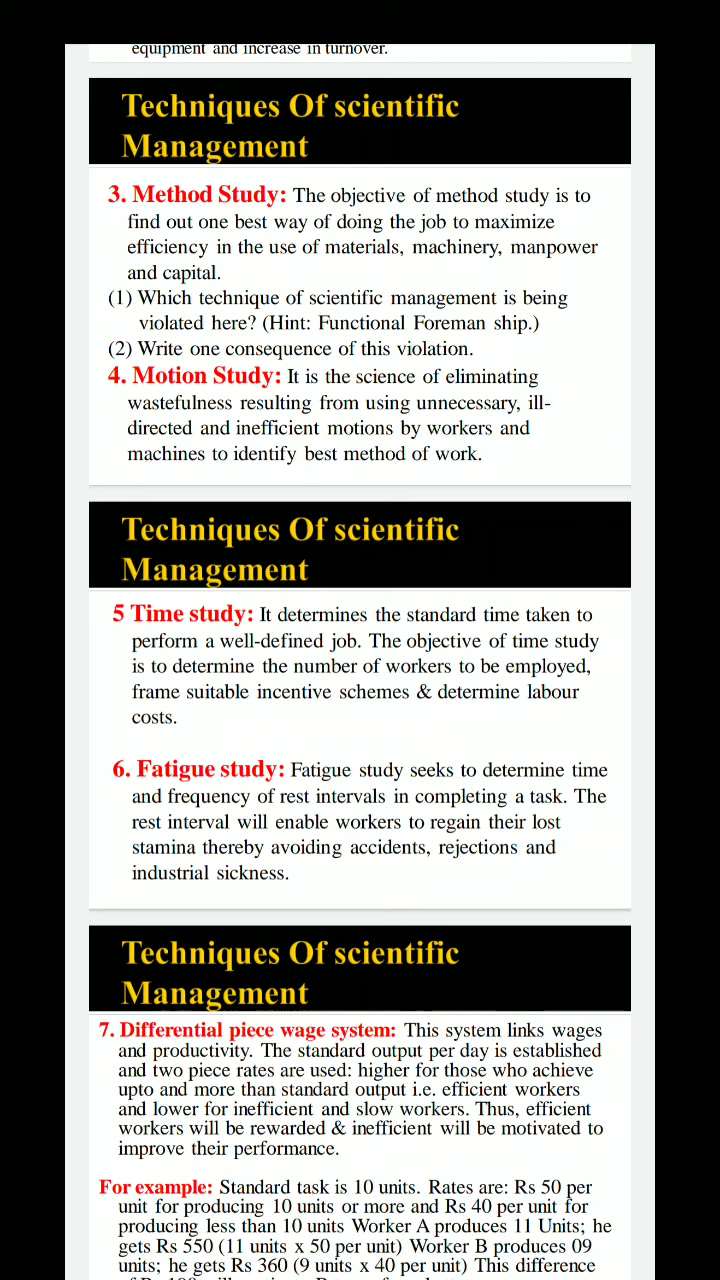 equipment and increase in turnover.
Techniques Of scientific
Management
3. Method Study: The objective of method study is to
find out one best way of doing the job to maximize
efficiency in the use of materials, machinery, manpower
and capital.
(1) Which technique of scientific management is being
violated here? (Hint: Functional Foreman ship.)
(2) Write one consequence of this violation.
4. Motion Study: It is the science of eliminating
wastefulness resulting from using unnecessary, ill-
directed and inefficient motions by workers and
machines to identify best method of work.
Techniques Of scientific
Management
5 Time study: It determines the standard time taken to
perform a well-defined job. The objective of time study
is to determine the number of workers to be employed,
frame suitable incentive schemes & determine labour
costs.
6. Fatigue study: Fatigue study seeks to determine time
and frequency of rest intervals in completing a task. The
rest interval will enable workers to regain their lost
stamina thereby avoiding accidents, rejections and
industrial sickness.
Techniques Of scientific
Management
7. Differential piece wage system: This system links wages
and productivity. The standard output per day is established
and two piece rates are used: higher for those who achieve
upto and more than standard output i.e. efficient workers
and lower for inefficient and slow workers. Thus, efficient
workers will be rewarded & inefficient will be motivated to
improve their performance.
For example: Standard task is 10 units. Rates are: Rs 50 per
unit for producing 10 units or more and Rs 40 per unit for
producing less than 10 units Worker A produces 11 Units; he
gets Rs 550 (11 units x 50 per unit) Worker B produces 09
units; he gets Rs 360 (9 units x 40 per unit) This difference